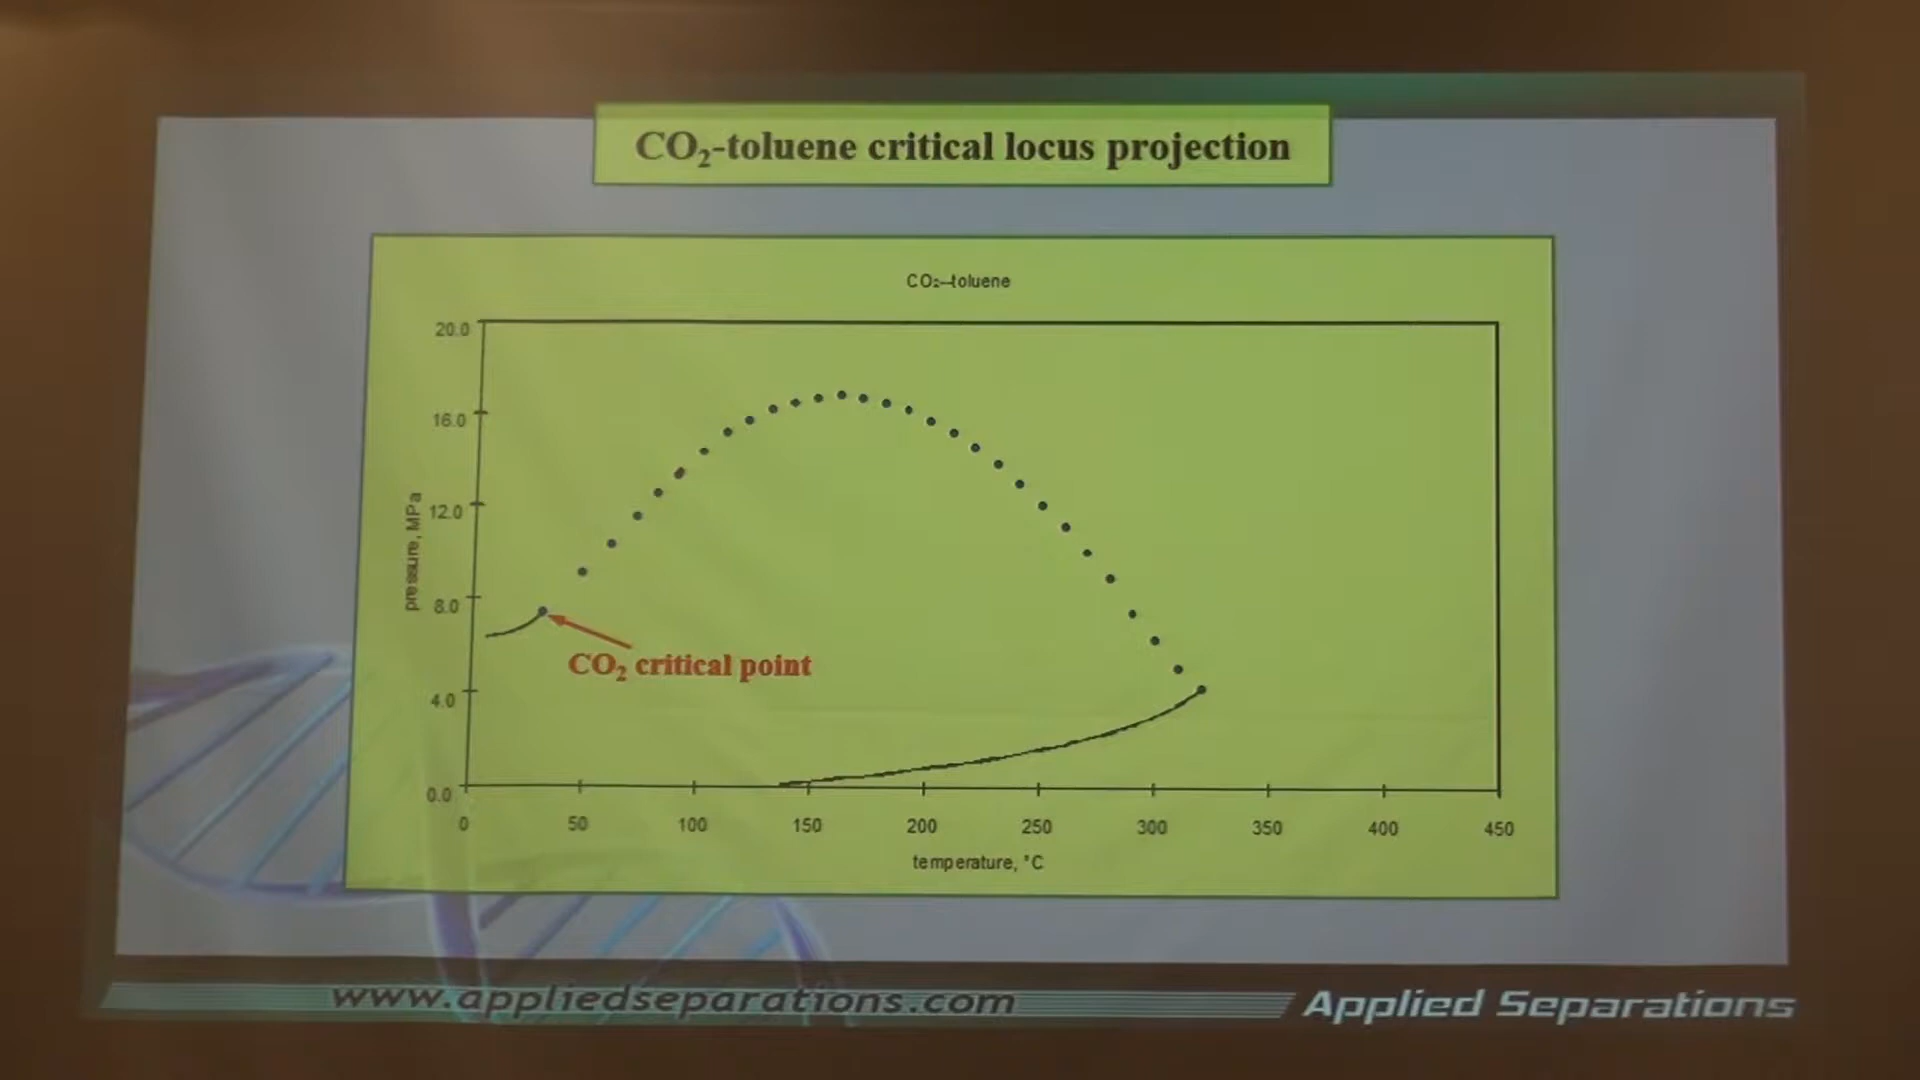 CO₂-toluene critical locus projection
CO₂-toluene
20.0
16.0
12.0
8.0
4.0
0.0
pressure, MPa
CO₂ critical point
0 50 100 150 200 250 300 350 400 450
temperature, °C
www.appliedseparations.com
Applied Separations